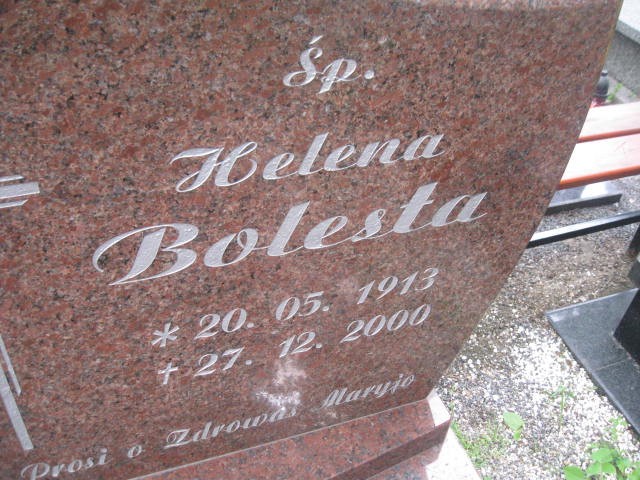 Śp.
Helena
Bolesta
* 20. 05. 1913
† 27. 12. 2000
Prosi o Zdrowaś Maryjo